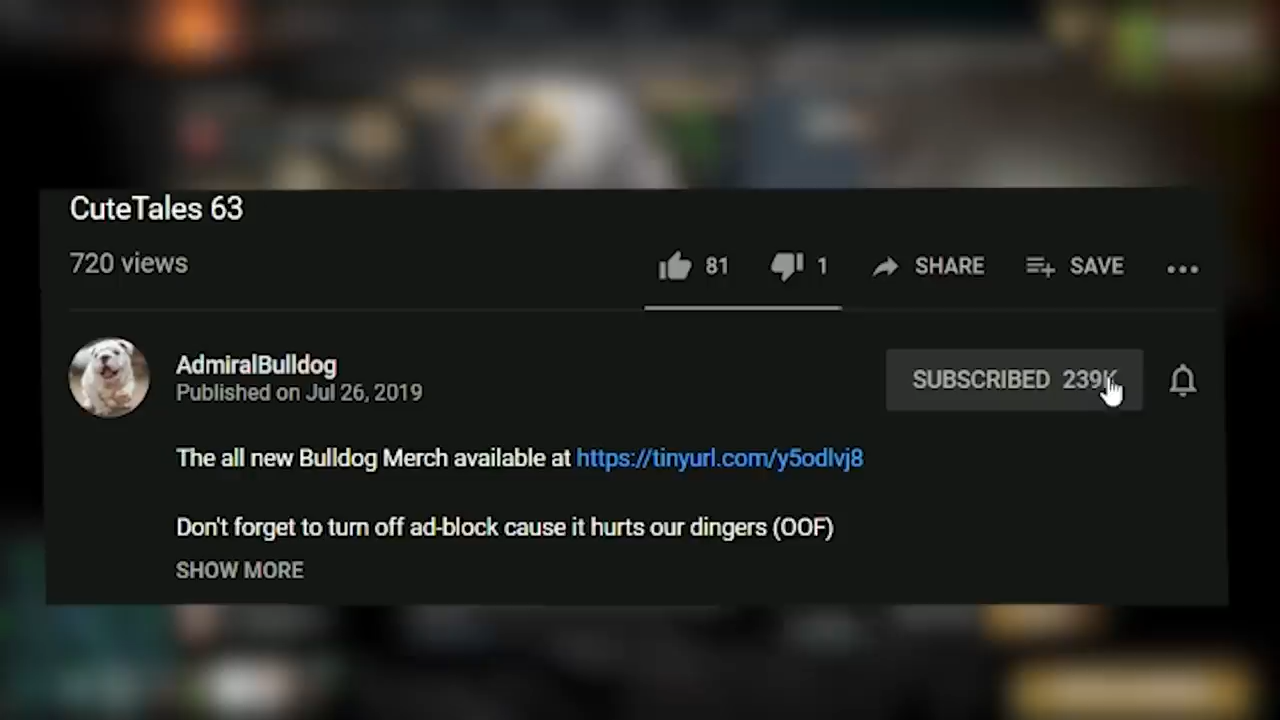 CuteTales 63
720 views
81
1
SHARE
SAVE
AdmiralBulldog
Published on Jul 26, 2019
SUBSCRIBED 239K
The all new Bulldog Merch available at https://tinyurl.com/y5odlvj8
Don't forget to turn off ad-block cause it hurts our dingers (OOF)
SHOW MORE